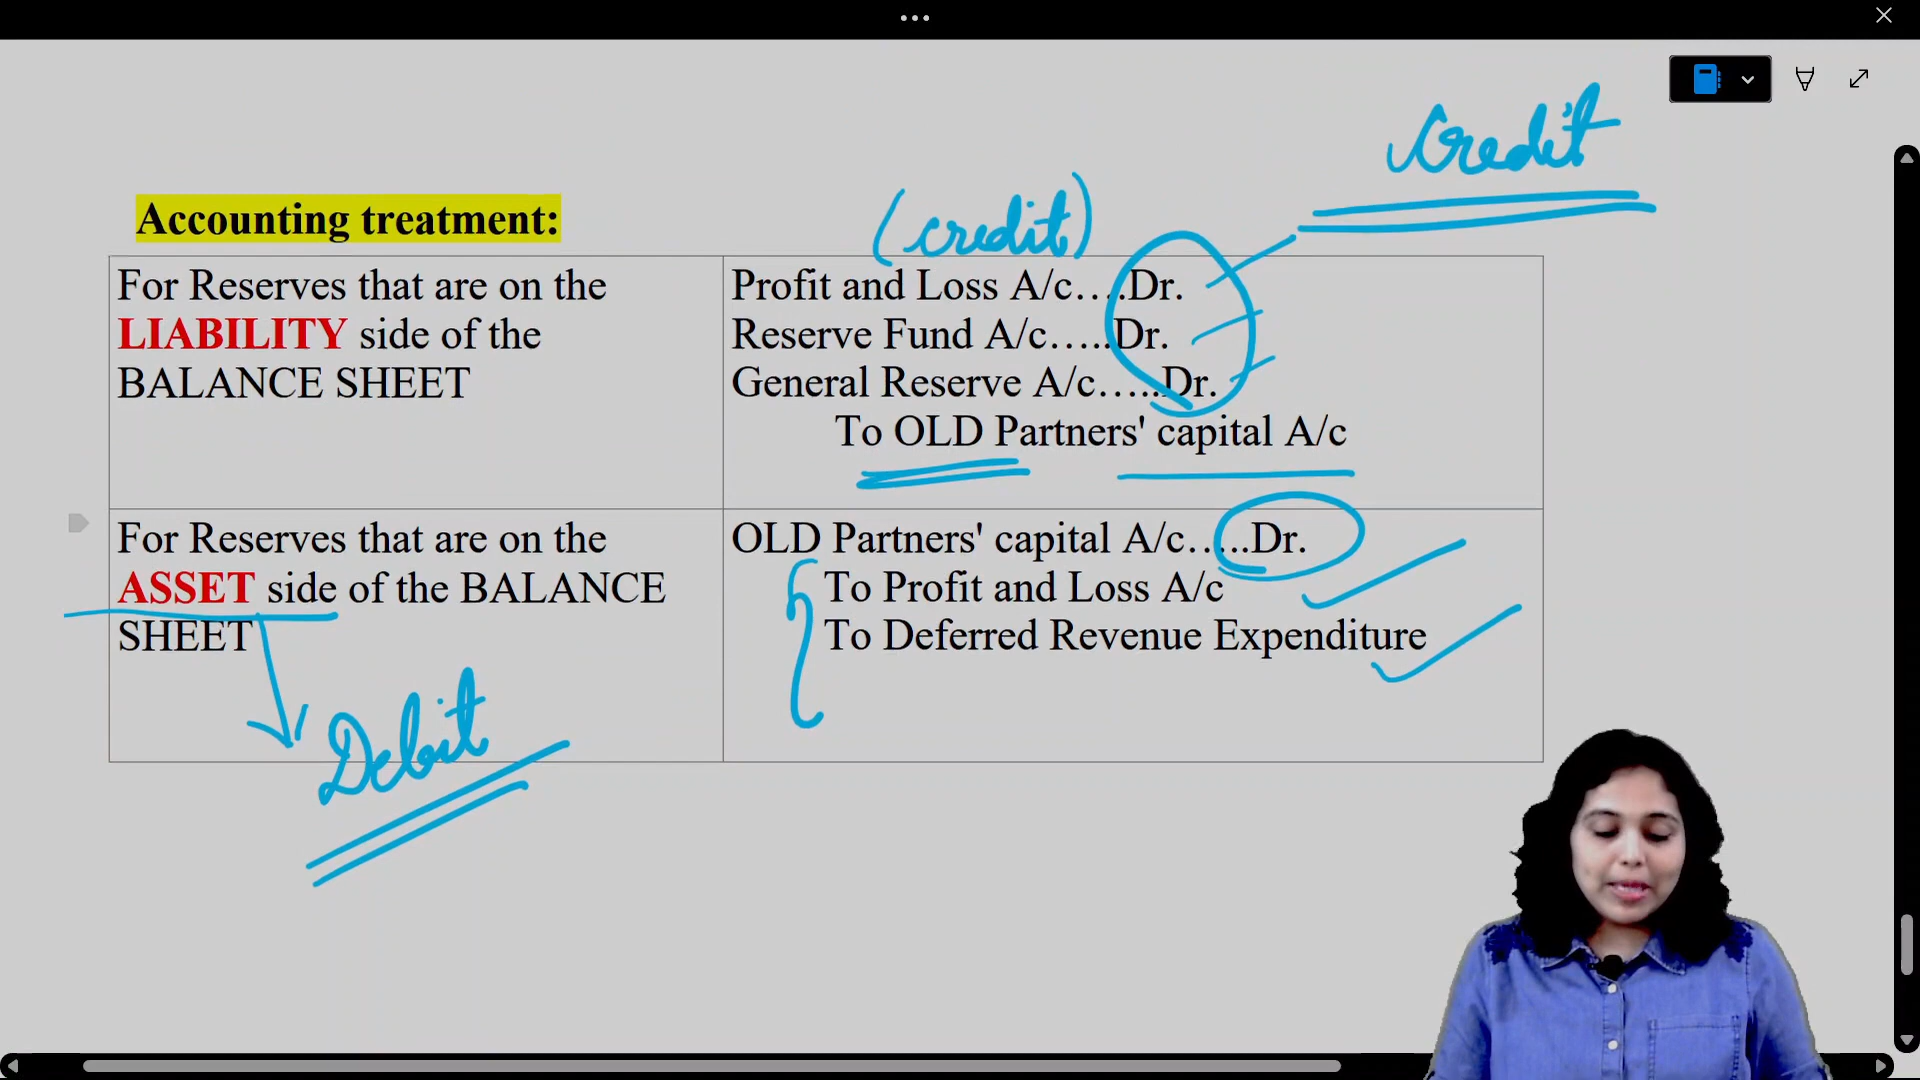 Credit
(credit)
Accounting treatment:
For Reserves that are on the
LIABILITY side of the
BALANCE SHEET
Profit and Loss A/c.....Dr.
Reserve Fund A/c.....Dr.
General Reserve A/c.....Dr.
To OLD Partners' capital A/c
For Reserves that are on the
ASSET side of the BALANCE
SHEET
Debit
OLD Partners' capital A/c.....Dr.
To Profit and Loss A/c
To Deferred Revenue Expenditure